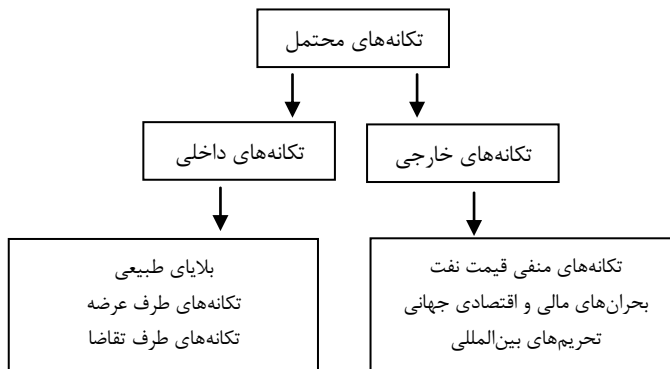 تکانه‌های محتمل
تکانه‌های خارجی
تکانه‌های داخلی
تکانه‌های منفی قیمت نفت
بحران‌های مالی و اقتصادی جهانی
تحریم‌های بین‌المللی
بلایای طبیعی
تکانه‌های طرف عرضه
تکانه‌های طرف تقاضا